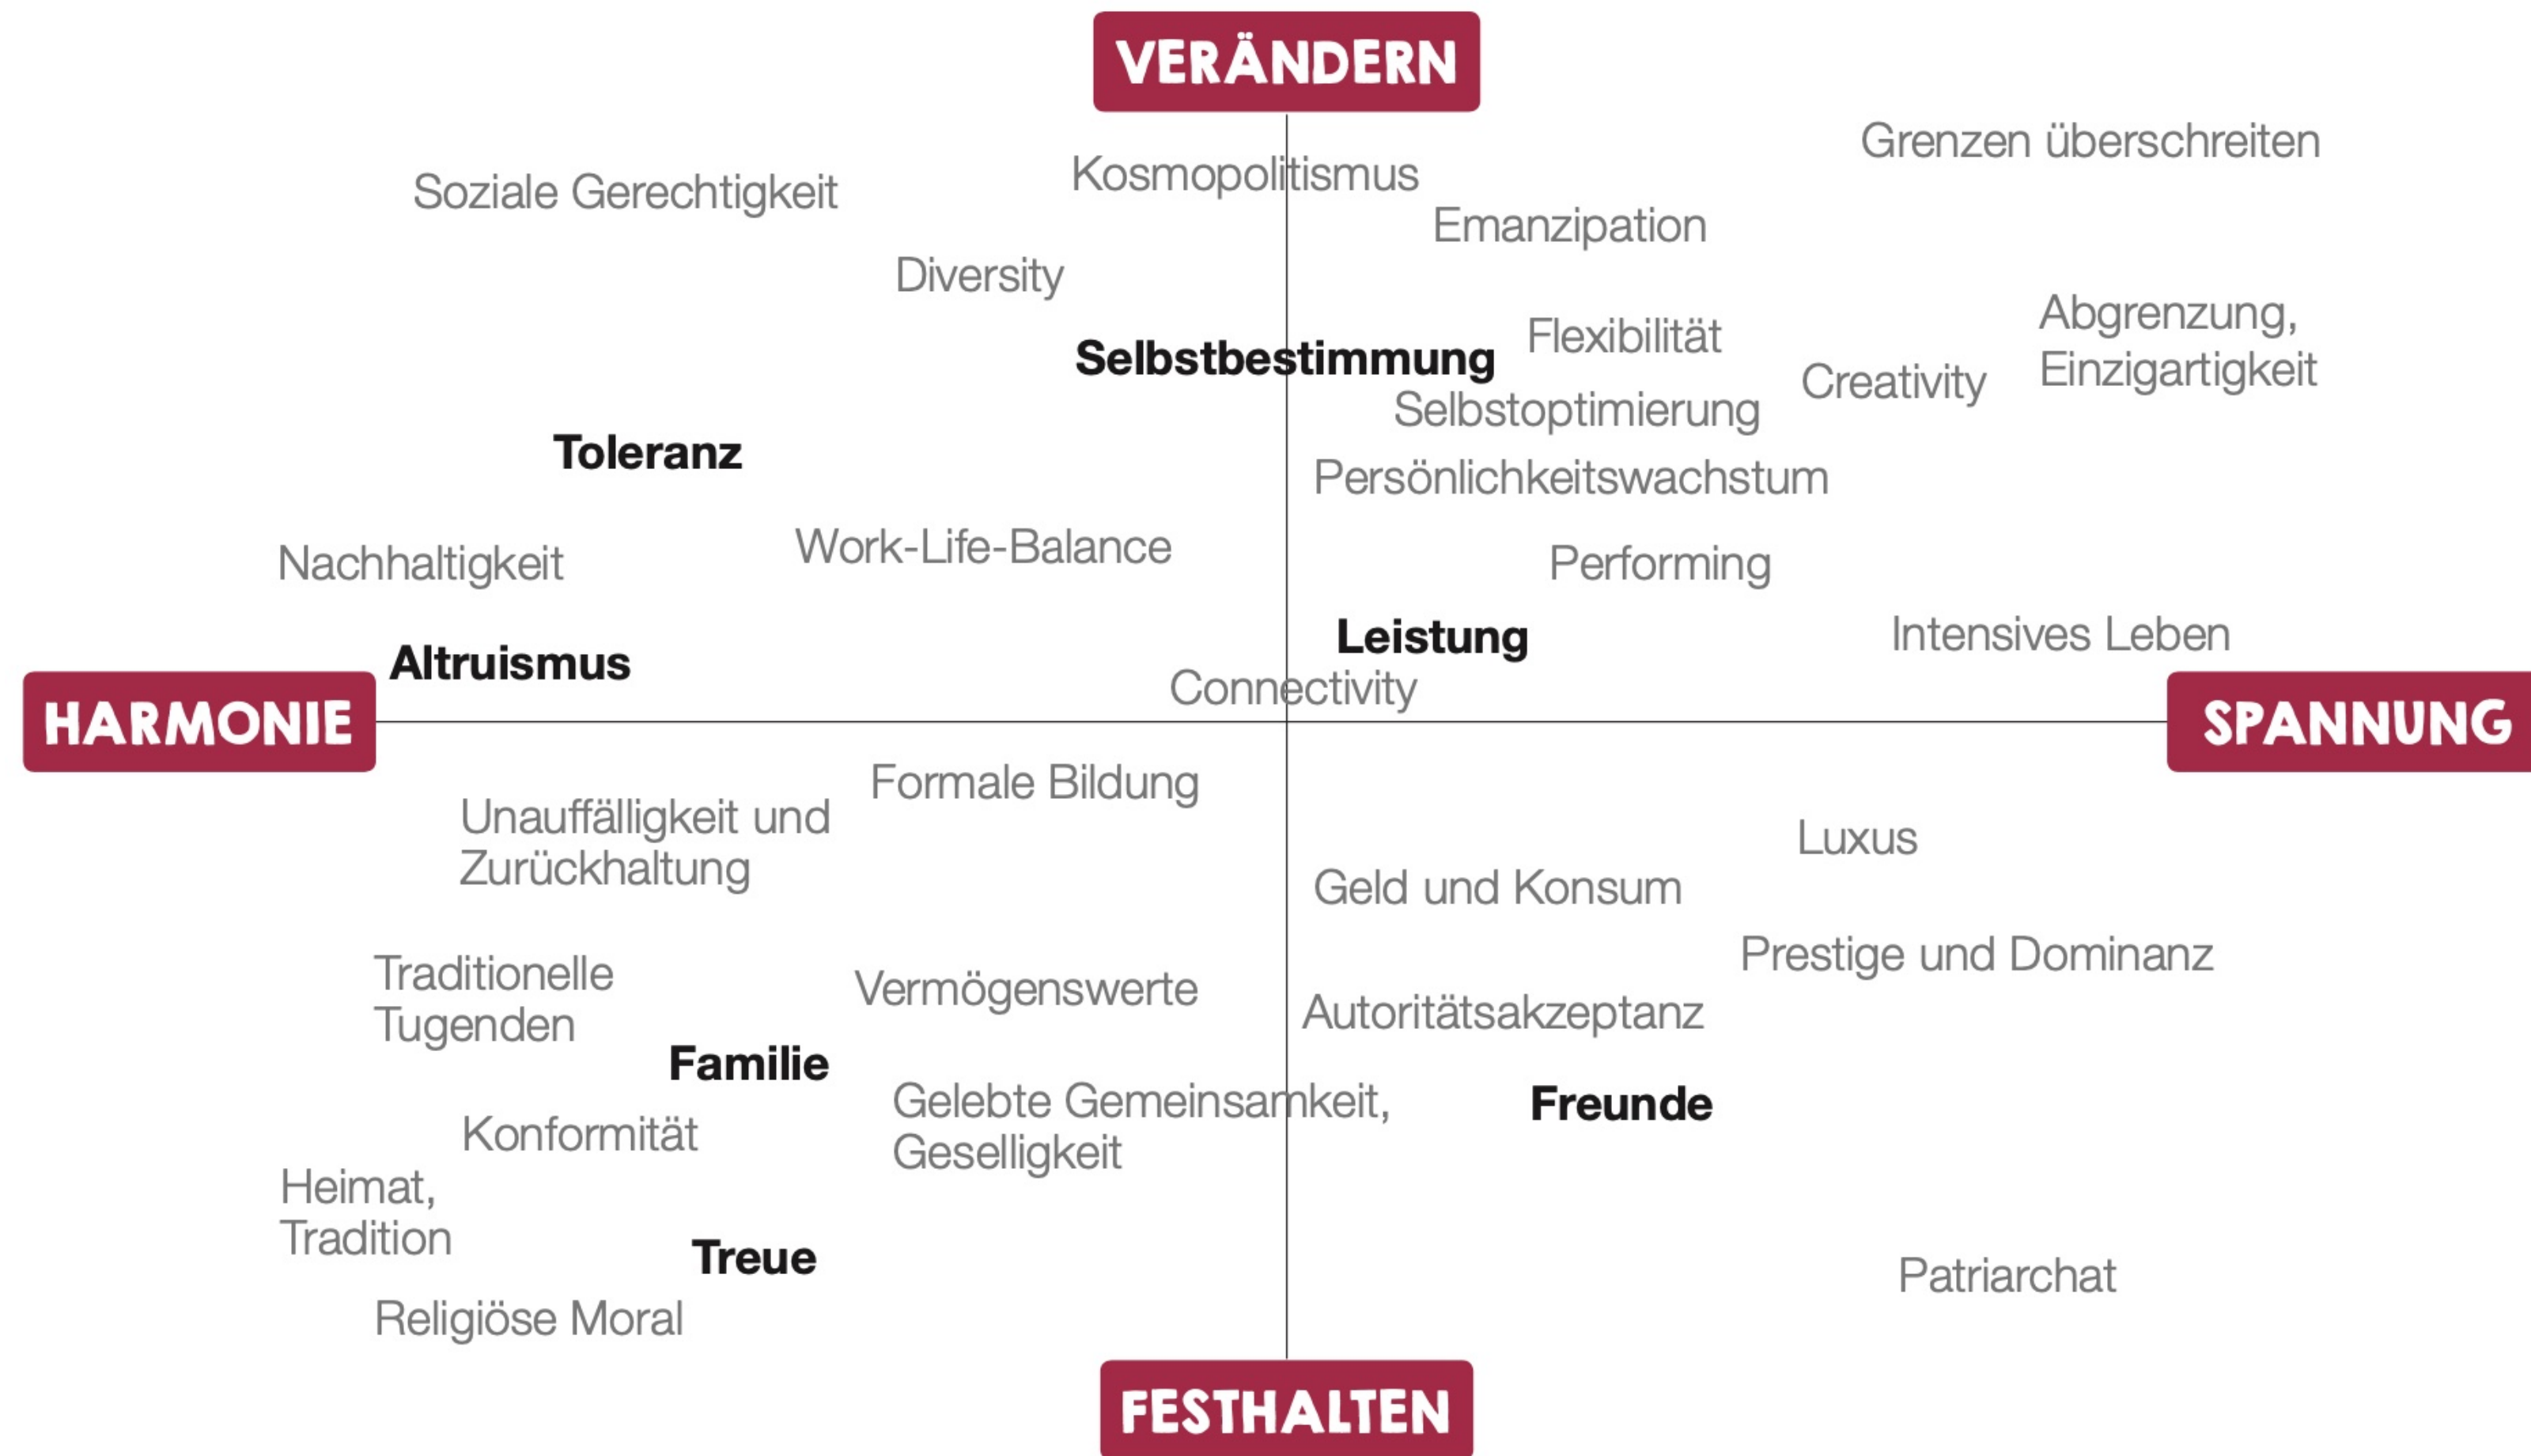 VERÄNDERN
Grenzen überschreiten
Kosmopolitismus
Soziale Gerechtigkeit
Emanzipation
Diversity
Abgrenzung,
Einzigartigkeit
Flexibilität
Selbstbestimmung
Creativity
Selbstoptimierung
Toleranz
Persönlichkeitswachstum
Work-Life-Balance
Nachhaltigkeit
Performing
Intensives Leben
Leistung
Altruismus
Connectivity
HARMONIE
SPANNUNG
Formale Bildung
Unauffälligkeit und
Zurückhaltung
Luxus
Geld und Konsum
Prestige und Dominanz
Traditionelle
Tugenden
Vermögenswerte
Autoritätsakzeptanz
Familie
Gelebte Gemeinsamkeit,
Geselligkeit
Freunde
Konformität
Heimat,
Tradition
Treue
Patriarchat
Religiöse Moral
FESTHALTEN